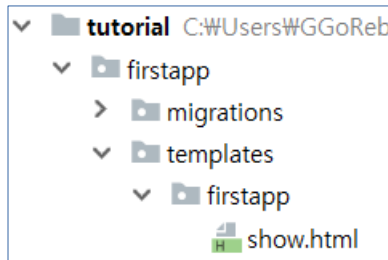 tutorial C:₩Users₩GGoReb
firstapp
migrations
templates
firstapp
H show.html